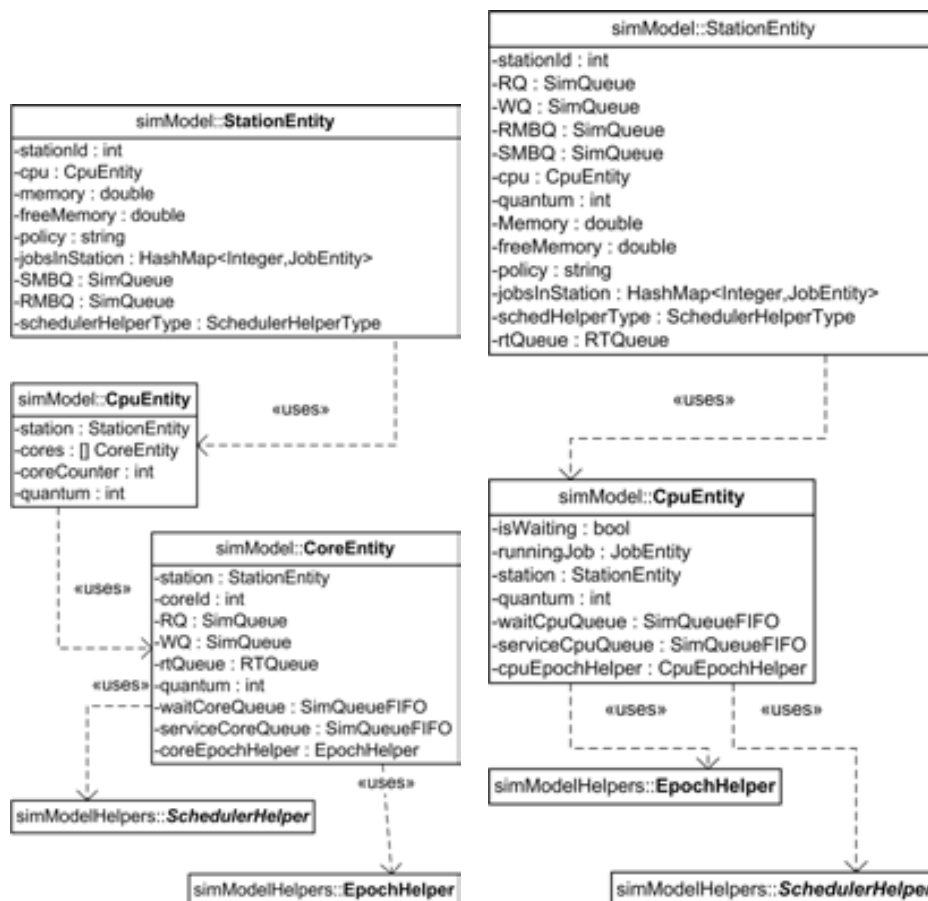 simModel::StationEntity
-stationId : int
-cpu : CpuEntity
-memory : double
-freeMemory : double
-policy : string
-jobsInStation : HashMap<Integer,JobEntity>
-SMBQ : SimQueue
-RMBQ : SimQueue
-schedulerHelperType : SchedulerHelperType
«uses»
simModel::CpuEntity
-station : StationEntity
-cores : [] CoreEntity
-coreCounter : int
-quantum : int
«uses»
simModel::CoreEntity
-station : StationEntity
-coreId : int
-RQ : SimQueue
-WQ : SimQueue
-rtQueue : RTQueue
-quantum : int
-waitCoreQueue : SimQueueFIFO
-serviceCoreQueue : SimQueueFIFO
-coreEpochHelper : EpochHelper
«uses»
«uses»
simModelHelpers::SchedulerHelper
simModelHelpers::EpochHelper
simModel::StationEntity
-stationId : int
-RQ : SimQueue
-WQ : SimQueue
-RMBQ : SimQueue
-SMBQ : SimQueue
-cpu : CpuEntity
-quantum : int
-Memory : double
-freeMemory : double
-policy : string
-jobsInStation : HashMap<Integer,JobEntity>
-schedHelperType : SchedulerHelperType
-rtQueue : RTQueue
«uses»
simModel::CpuEntity
-isWaiting : bool
-runningJob : JobEntity
-station : StationEntity
-quantum : int
-waitCpuQueue : SimQueueFIFO
-serviceCpuQueue : SimQueueFIFO
-cpuEpochHelper : CpuEpochHelper
«uses»
«uses»
simModelHelpers::EpochHelper
simModelHelpers::SchedulerHelper